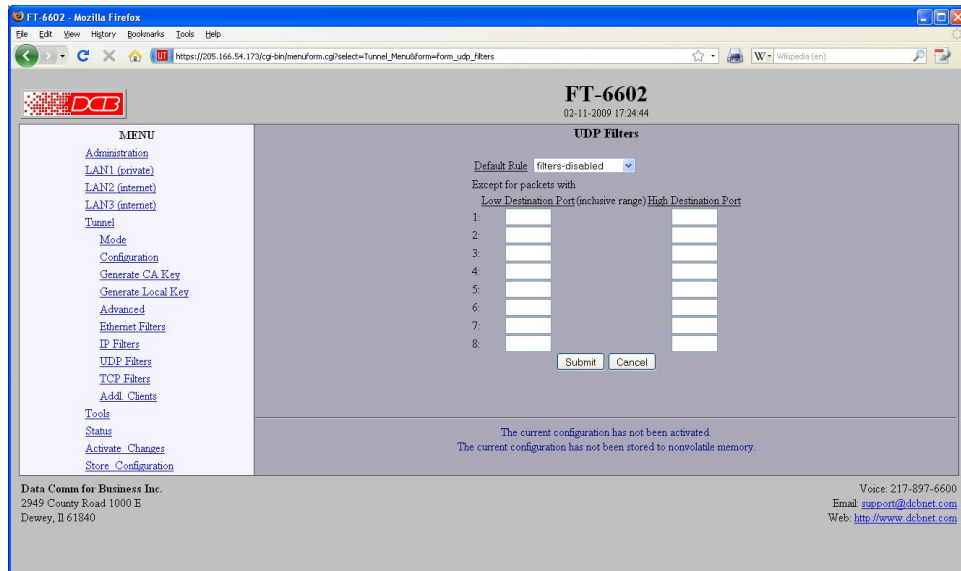 FT-6602 - Mozilla Firefox
File Edit View History Bookmarks Tools Help
https://205.166.54.173/cgi-bin/menuform.cgi?select=Tunnel_Menu&form=form_udp_filters
W Wikipedia (en)
DCB
FT-6602
02-11-2009 17:24:44
MENU
Administration
LAN1 (private)
LAN2 (internet)
LAN3 (internet)
Tunnel
Mode
Configuration
Generate CA Key
Generate Local Key
Advanced
Ethernet Filters
IP Filters
UDP Filters
TCP Filters
Addl. Clients
Tools
Status
Activate Changes
Store Configuration
UDP Filters
Default Rule filters-disabled
Except for packets with
Low Destination Port (inclusive range) High Destination Port
1:
2:
3:
4:
5:
6:
7:
8:
Submit Cancel
The current configuration has not been activated.
The current configuration has not been stored to nonvolatile memory.
Data Comm for Business Inc.
2949 County Road 1000 E
Dewey, Il 61840
Voice: 217-897-6600
Email: support@dcbnet.com
Web: http://www.dcbnet.com